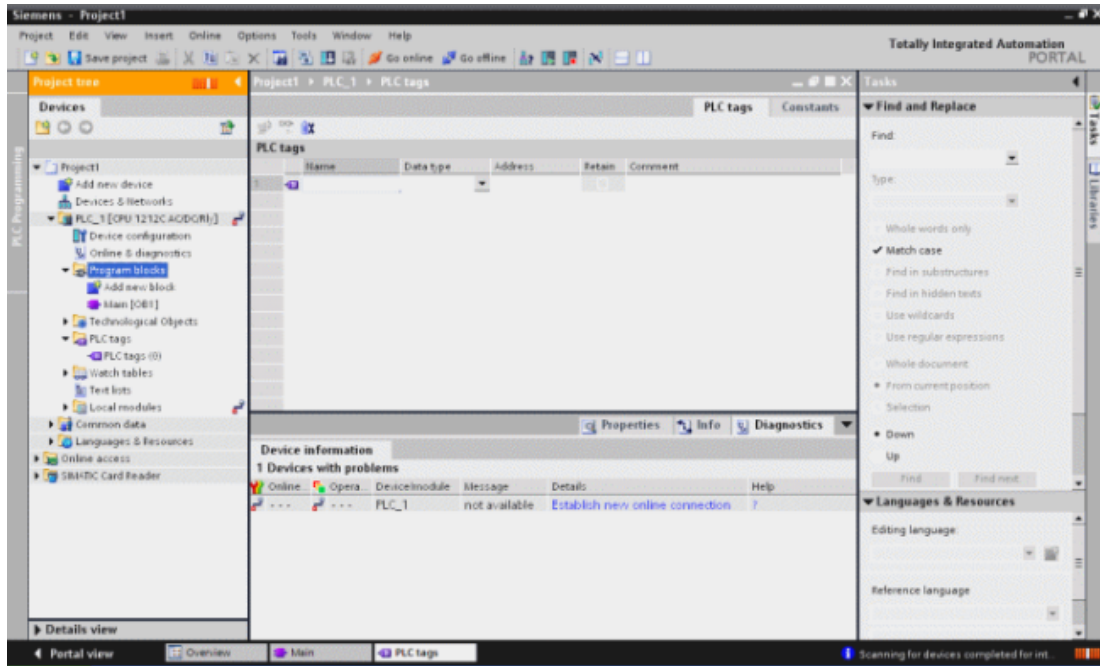 Siemens - Project1
Project Edit View Insert Online Options Tools Window Help
Totally Integrated Automation
PORTAL
Save project Go online Go offline
Project tree
Project1 PLC_1 PLC tags
Tasks
Devices
PLC tags Constants
Find and Replace
Find:
PLC tags
Name Data type Address Retain Comment
1
Type:
Project1
Add new device
Devices & Networks
PLC_1 [CPU 1212C AC/DC/Rly]
Device configuration
Online & diagnostics
Program blocks
Add new block
Main [OB1]
Technological Objects
PLC tags
PLC tags (0)
Watch tables
Text lists
Local modules
Common data
Languages & Resources
Online access
SIMATIC Card Reader
Whole words only
Match case
Find in substructures
Find in hidden texts
Use wildcards
Use regular expressions
Whole document
From current position
Selection
Down
Up
Find Find next
Properties Info Diagnostics
Device information
1 Devices with problems
Online... Opera... Device/module Message Details Help
- - - - - - PLC_1 not available Establish new online connection ?
Languages & Resources
Editing language:
Reference language
Details view
Portal view Overview Main PLC tags
Scanning for devices completed for int...
PLC Programming
Tasks
Libraries